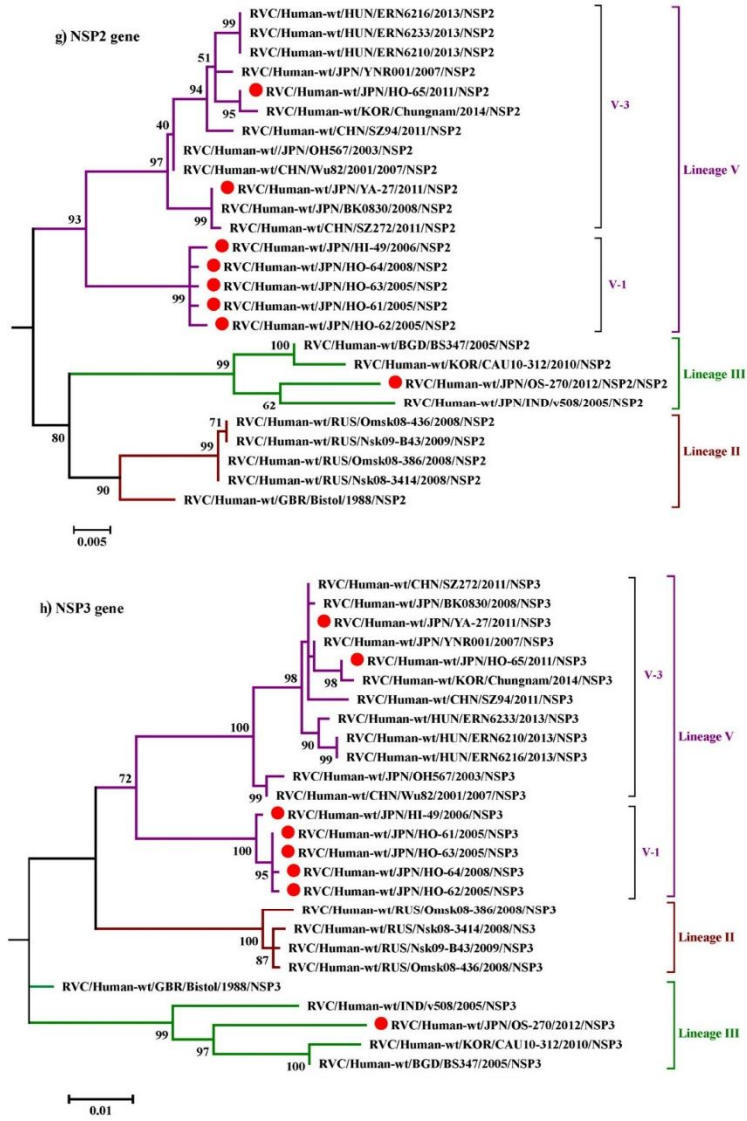 g) NSP2 gene
99
RVC/Human-wt/HUN/ERN6216/2013/NSP2
RVC/Human-wt/HUN/ERN6233/2013/NSP2
RVC/Human-wt/HUN/ERN6210/2013/NSP2
51
RVC/Human-wt/JPN/YNR001/2007/NSP2
94
RVC/Human-wt/JPN/HO-65/2011/NSP2
95
RVC/Human-wt/KOR/Chungnam/2014/NSP2
V-3
40
RVC/Human-wt/CHN/SZ94/2011/NSP2
RVC/Human-wt//JPN/OH567/2003/NSP2
97
RVC/Human-wt/CHN/Wu82/2001/2007/NSP2
Lineage V
RVC/Human-wt/JPN/YA-27/2011/NSP2
RVC/Human-wt/JPN/BK0830/2008/NSP2
93
99
RVC/Human-wt/CHN/SZ272/2011/NSP2
RVC/Human-wt/JPN/HI-49/2006/NSP2
RVC/Human-wt/JPN/HO-64/2008/NSP2
RVC/Human-wt/JPN/HO-63/2005/NSP2
V-1
99
RVC/Human-wt/JPN/HO-61/2005/NSP2
RVC/Human-wt/JPN/HO-62/2005/NSP2
100
RVC/Human-wt/BGD/BS347/2005/NSP2
99
RVC/Human-wt/KOR/CAU10-312/2010/NSP2
Lineage III
RVC/Human-wt/JPN/OS-270/2012/NSP2/NSP2
62
RVC/Human-wt/JPN/IND/v508/2005/NSP2
71
RVC/Human-wt/RUS/Omsk08-436/2008/NSP2
80
RVC/Human-wt/RUS/Nsk09-B43/2009/NSP2
99
RVC/Human-wt/RUS/Omsk08-386/2008/NSP2
Lineage II
RVC/Human-wt/RUS/Nsk08-3414/2008/NSP2
90
RVC/Human-wt/GBR/Bistol/1988/NSP2
0.005
h) NSP3 gene
RVC/Human-wt/CHN/SZ272/2011/NSP3
RVC/Human-wt/JPN/BK0830/2008/NSP3
RVC/Human-wt/JPN/YA-27/2011/NSP3
RVC/Human-wt/JPN/YNR001/2007/NSP3
RVC/Human-wt/JPN/HO-65/2011/NSP3
98
98
RVC/Human-wt/KOR/Chungnam/2014/NSP3
V-3
RVC/Human-wt/CHN/SZ94/2011/NSP3
100
RVC/Human-wt/HUN/ERN6233/2013/NSP3
90
RVC/Human-wt/HUN/ERN6210/2013/NSP3
Lineage V
99
RVC/Human-wt/HUN/ERN6216/2013/NSP3
72
RVC/Human-wt/JPN/OH567/2003/NSP3
99
RVC/Human-wt/CHN/Wu82/2001/2007/NSP3
RVC/Human-wt/JPN/HI-49/2006/NSP3
RVC/Human-wt/JPN/HO-61/2005/NSP3
100
RVC/Human-wt/JPN/HO-63/2005/NSP3
V-1
95
RVC/Human-wt/JPN/HO-64/2008/NSP3
RVC/Human-wt/JPN/HO-62/2005/NSP3
RVC/Human-wt/RUS/Omsk08-386/2008/NSP3
RVC/Human-wt/RUS/Nsk08-3414/2008/NS3
100
RVC/Human-wt/RUS/Nsk09-B43/2009/NSP3
Lineage II
87
RVC/Human-wt/RUS/Omsk08-436/2008/NSP3
RVC/Human-wt/GBR/Bistol/1988/NSP3
RVC/Human-wt/IND/v508/2005/NSP3
99
RVC/Human-wt/JPN/OS-270/2012/NSP3
Lineage III
97
RVC/Human-wt/KOR/CAU10-312/2010/NSP3
100
RVC/Human-wt/BGD/BS347/2005/NSP3
0.01